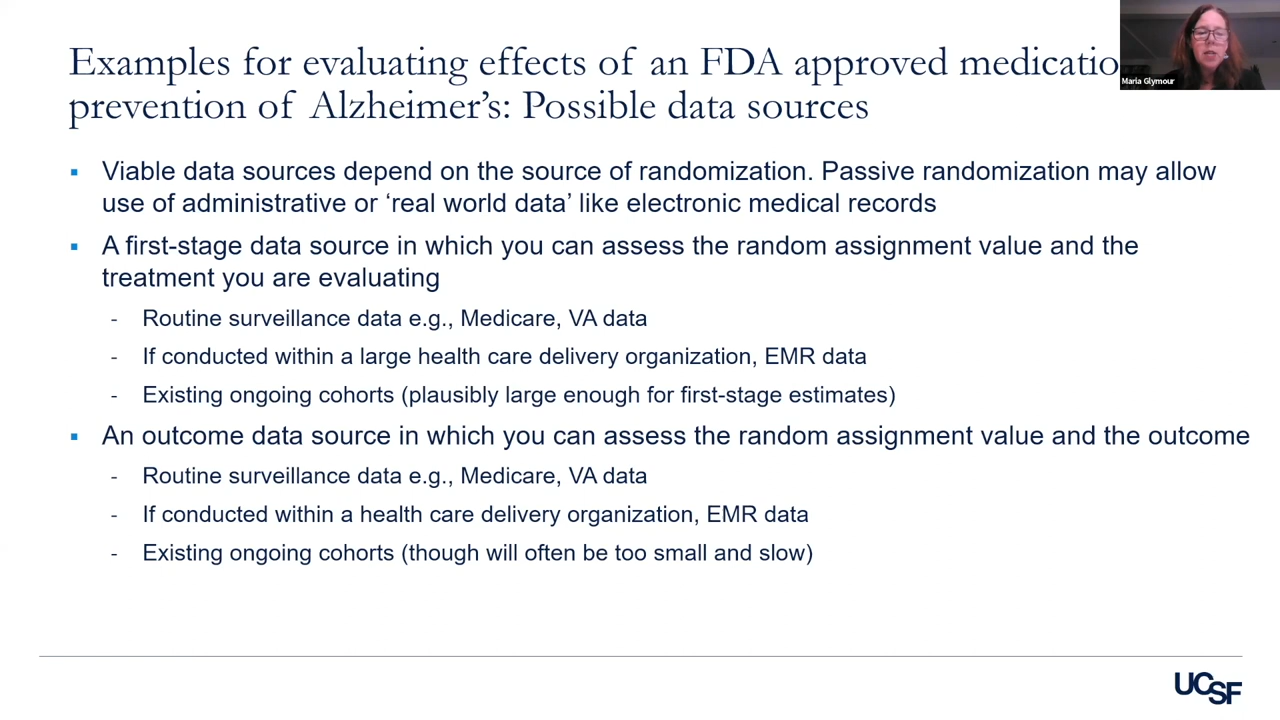 Examples for evaluating effects of an FDA approved medicatio
prevention of Alzheimer's: Possible data sources
Maria Glymour
▪ Viable data sources depend on the source of randomization. Passive randomization may allow
use of administrative or ‘real world data’ like electronic medical records
▪ A first-stage data source in which you can assess the random assignment value and the
treatment you are evaluating
- Routine surveillance data e.g., Medicare, VA data
- If conducted within a large health care delivery organization, EMR data
- Existing ongoing cohorts (plausibly large enough for first-stage estimates)
▪ An outcome data source in which you can assess the random assignment value and the outcome
- Routine surveillance data e.g., Medicare, VA data
- If conducted within a health care delivery organization, EMR data
- Existing ongoing cohorts (though will often be too small and slow)
UCSF